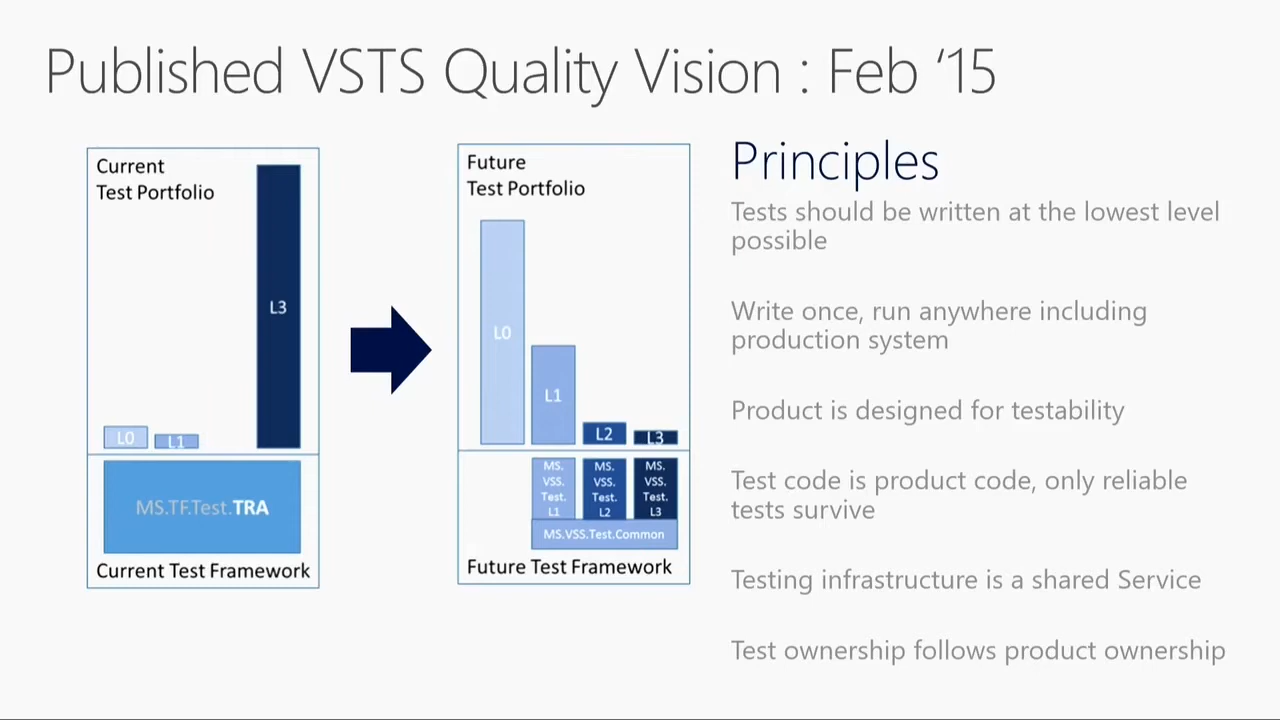 Published VSTS Quality Vision : Feb ‘15
Current
Test Portfolio
L0
L1
L3
MS.TF.Test.TRA
Current Test Framework
Future
Test Portfolio
L0
L1
L2
L3
MS.
VSS.
Test.
L1
MS.
VSS.
Test.
L2
MS.
VSS.
Test.
L3
MS.VSS.Test.Common
Future Test Framework
Principles
Tests should be written at the lowest level
possible
Write once, run anywhere including
production system
Product is designed for testability
Test code is product code, only reliable
tests survive
Testing infrastructure is a shared Service
Test ownership follows product ownership